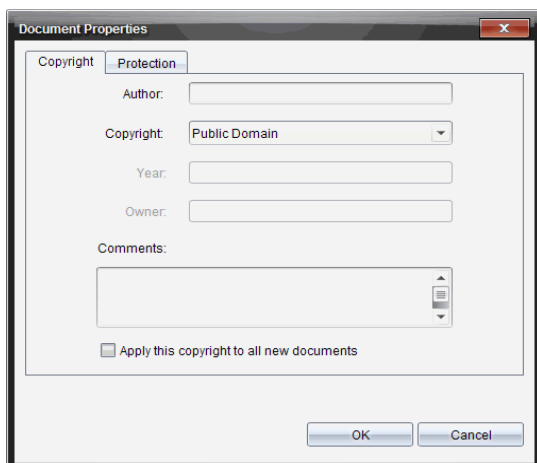 Document Properties
Copyright Protection
Author:
Copyright: Public Domain
Year:
Owner:
Comments:
Apply this copyright to all new documents
OK Cancel